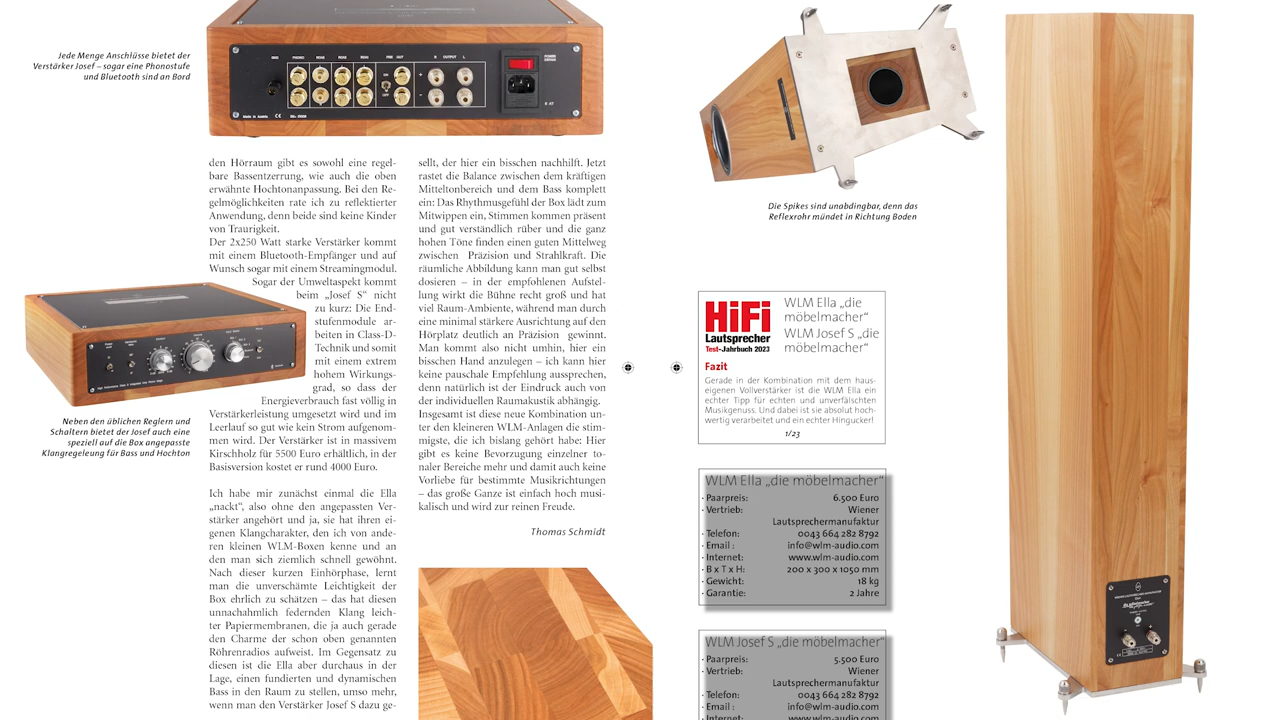 Jede Menge Anschlüsse bietet der
Verstärker Josef – sogar eine Phonostufe
und Bluetooth sind an Bord
den Hörraum gibt es sowohl eine regel-
bare Bassentzerrung, wie auch die oben
erwähnte Hochtonanpassung. Bei den Re-
gelmöglichkeiten rate ich zu reflektierter
Anwendung, denn beide sind keine Kinder
von Traurigkeit.
Der 2x250 Watt starke Verstärker kommt
mit einem Bluetooth-Empfänger und auf
Wunsch sogar mit einem Streamingmodul.
Sogar der Umweltaspekt kommt
beim „Josef S“ nicht
zu kurz: Die End-
stufenmodule ar-
beiten in Class-D-
Technik und somit
mit einem extrem
hohem Wirkungs-
grad, so dass der
Energieverbrauch fast völlig in
Verstärkerleistung umgesetzt wird und im
Leerlauf so gut wie kein Strom aufgenom-
men wird. Der Verstärker ist in massivem
Kirschholz für 5500 Euro erhältlich, in der
Basisversion kostet er rund 4000 Euro.
Neben den üblichen Reglern und
Schaltern bietet der Josef auch eine
speziell auf die Box angepasste
Klangregeleung für Bass und Hochton
Ich habe mir zunächst einmal die Ella
„nackt“, also ohne den angepassten Ver-
stärker angehört und ja, sie hat ihren ei-
genen Klangcharakter, den ich von ande-
ren kleinen WLM-Boxen kenne und an
den man sich ziemlich schnell gewöhnt.
Nach dieser kurzen Einhörphase, lernt
man die unverschämte Leichtigkeit der
Box ehrlich zu schätzen – das hat diesen
unnachahmlich federnden Klang leich-
ter Papiermembranen, die ja auch gerade
den Charme der schon oben genannten
Röhrenradios aufweist. Im Gegensatz zu
diesen ist die Ella aber durchaus in der
Lage, einen fundierten und dynamischen
Bass in den Raum zu stellen, umso mehr,
wenn man den Verstärker Josef S dazu ge-
sellt, der hier ein bisschen nachhilft. Jetzt
rastet die Balance zwischen dem kräftigen
Mitteltonbereich und dem Bass komplett
ein: Das Rhythmusgefühl der Box lädt zum
Mitwippen ein, Stimmen kommen präsent
und gut verständlich rüber und die ganz
hohen Töne finden einen guten Mittelweg
zwischen Präzision und Strahlkraft. Die
räumliche Abbildung kann man gut selbst
dosieren – in der empfohlenen Aufstel-
lung wirkt die Bühne recht groß und hat
viel Raum-Ambiente, während man durch
eine minimal stärkere Ausrichtung auf den
Hörplatz deutlich an Präzision gewinnt.
Man kommt also nicht umhin, hier ein
bisschen Hand anzulegen – ich kann hier
keine pauschale Empfehlung aussprechen,
denn natürlich ist der Eindruck auch von
der individuellen Raumakustik abhängig.
Insgesamt ist diese neue Kombination un-
ter den kleineren WLM-Anlagen die stim-
migste, die ich bislang gehört habe: Hier
gibt es keine Bevorzugung einzelner to-
naler Bereiche mehr und damit auch keine
Vorliebe für bestimmte Musikrichtungen
– das große Ganze ist einfach hoch musi-
kalisch und wird zur reinen Freude.
Thomas Schmidt
Die Spikes sind unabdingbar, denn das
Reflexrohr mündet in Richtung Boden
HiFi
Lautsprecher
Test-Jahrbuch 2023
WLM Ella „die
möbelmacher“
WLM Josef S „die
möbelmacher“
Fazit
Gerade in der Kombination mit dem haus-
eigenen Vollverstärker ist die WLM Ella ein
echter Tipp für echten und unverfälschten
Musikgenuss. Und dabei ist sie absolut hoch-
wertig verarbeitet und ein echter Hingucker!
1/23
WLM Ella „die möbelmacher“
· Paarpreis: 6.500 Euro
· Vertrieb: Wiener
Lautsprechermanufaktur
· Telefon: 0043 664 282 8792
· Email : info@wlm-audio.com
· Internet: www.wlm-audio.com
· B x T x H: 200 x 300 x 1050 mm
· Gewicht: 18 kg
· Garantie: 2 Jahre
WLM Josef S „die möbelmacher“
· Paarpreis: 5.500 Euro
· Vertrieb: Wiener
Lautsprechermanufaktur
· Telefon: 0043 664 282 8792
· Email : info@wlm-audio.com
· Internet: www.wlm-audio.com